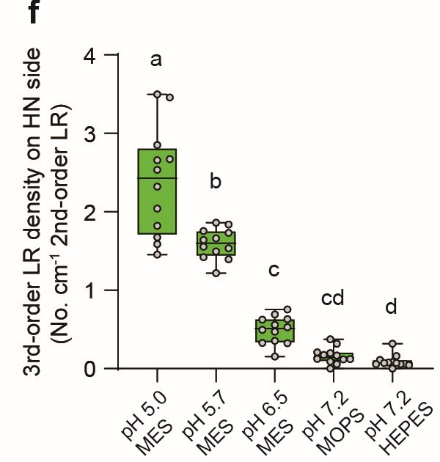 f
3rd-order LR density on HN side
(No. cm⁻¹ 2nd-order LR)
4
3
2
1
0
a
b
c
cd
d
pH 5.0
MES
pH 5.7
MES
pH 6.5
MES
pH 7.2
MOPS
pH 7.2
HEPES